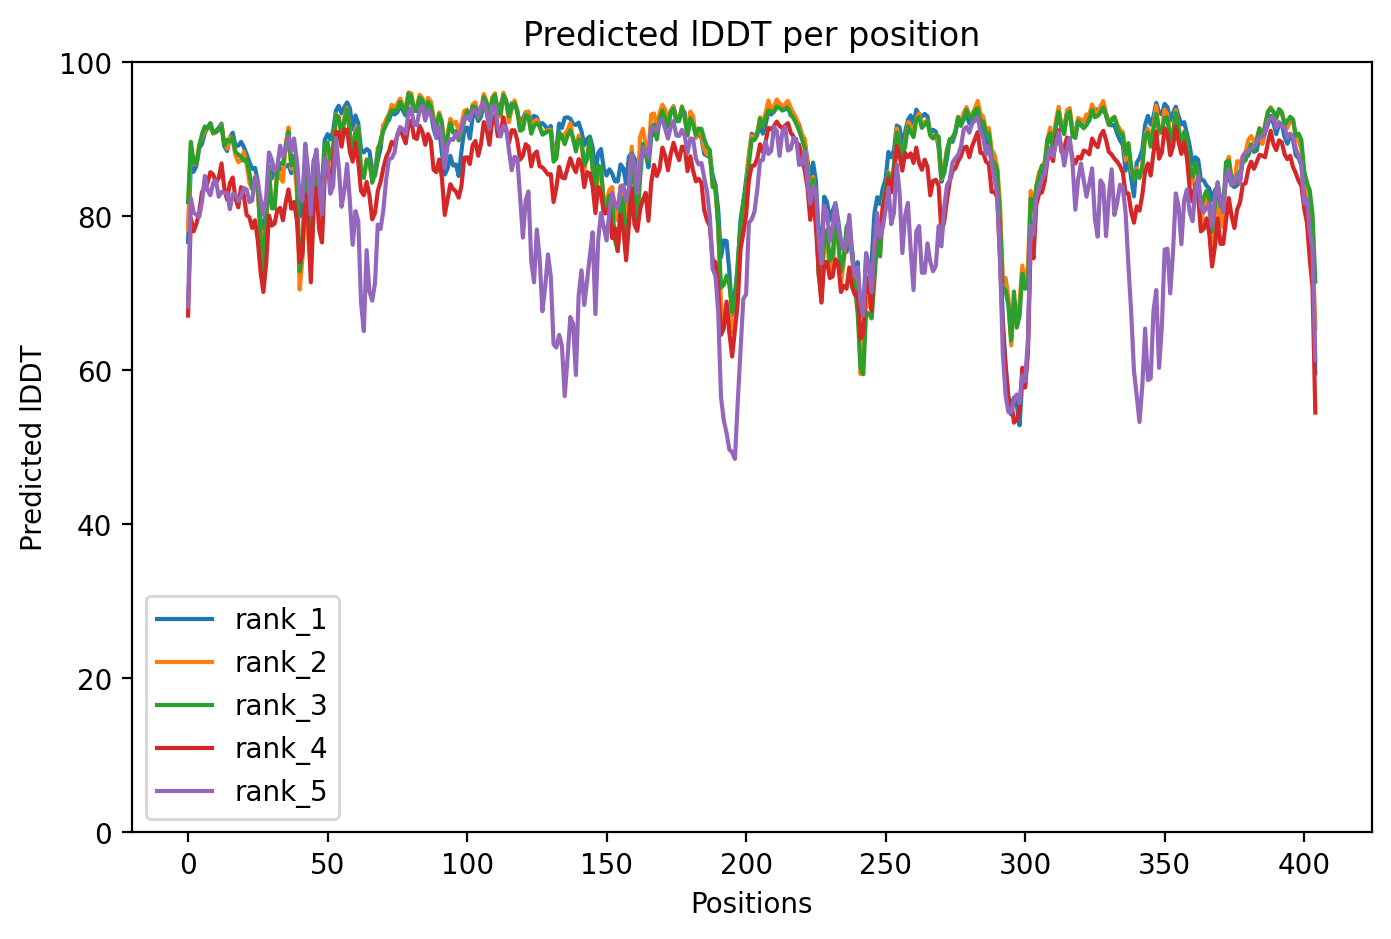 Predicted lDDT per position
Predicted lDDT
100
80
60
40
20
0
rank_1
rank_2
rank_3
rank_4
rank_5
0 50 100 150 200 250 300 350 400
Positions